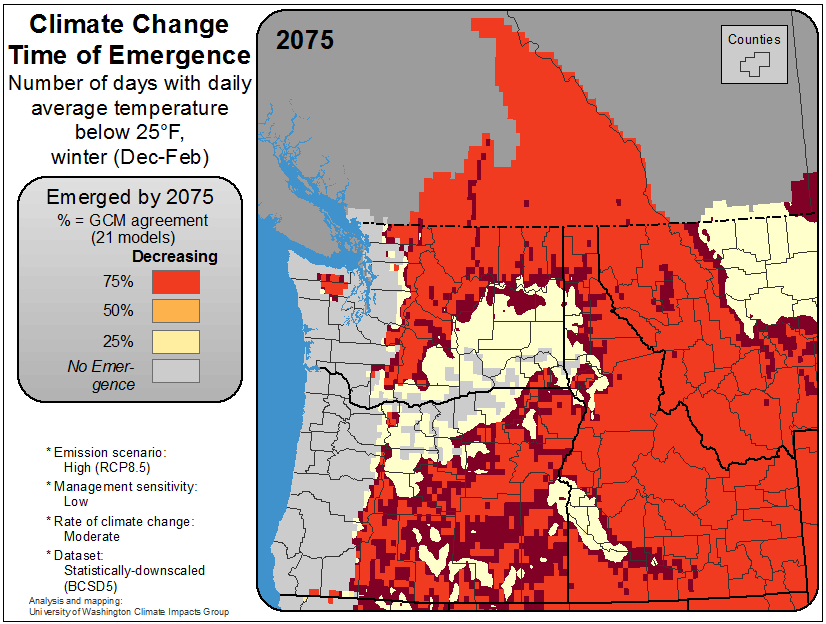 Climate Change
Time of Emergence
Number of days with daily
average temperature
below 25°F,
winter (Dec-Feb)
Emerged by 2075
% = GCM agreement
(21 models)
Decreasing
75%
50%
25%
No Emer-
gence
* Emission scenario:
High (RCP8.5)
* Management sensitivity:
Low
* Rate of climate change:
Moderate
* Dataset:
Statistically-downscaled
(BCSD5)
Analysis and mapping:
University of Washington Climate Impacts Group
2075
Counties